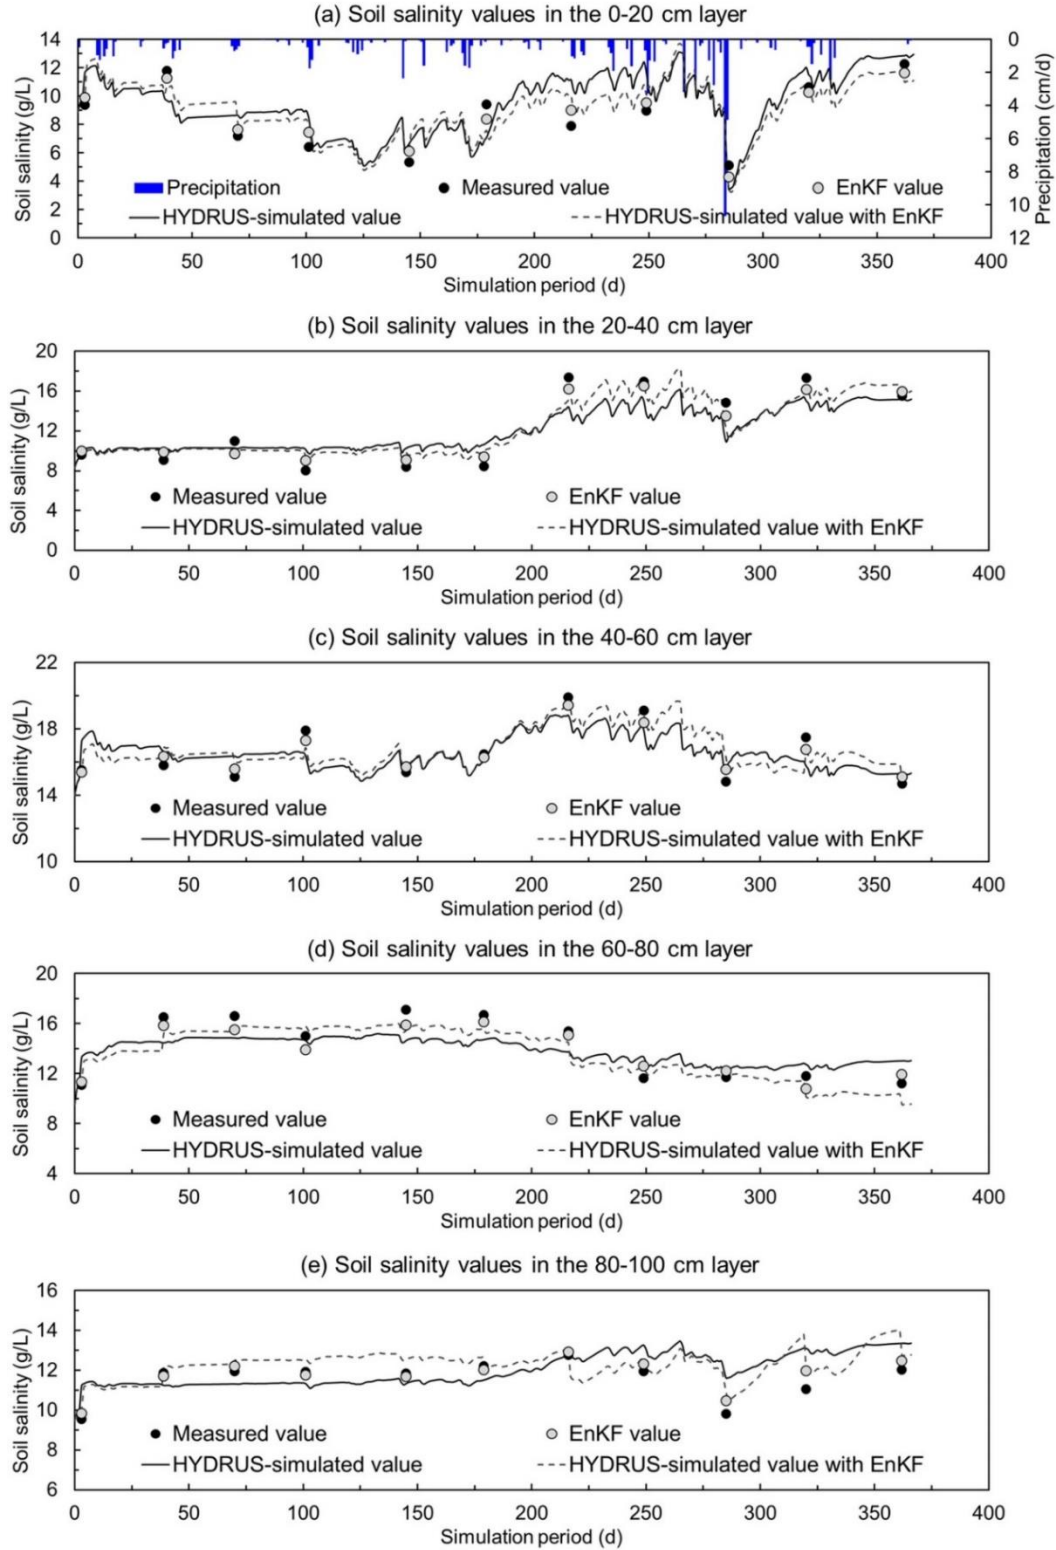 (a) Soil salinity values in the 0-20 cm layer
Soil salinity (g/L)
14
12
10
8
6
4
2
0
0
2
4
6
8
10
12
Precipitation (cm/d)
Precipitation
Measured value
EnKF value
HYDRUS-simulated value
HYDRUS-simulated value with EnKF
0 50 100 150 200 250 300 350 400
Simulation period (d)
(b) Soil salinity values in the 20-40 cm layer
Soil salinity (g/L)
20
16
12
8
4
0
Measured value
EnKF value
HYDRUS-simulated value
HYDRUS-simulated value with EnKF
0 50 100 150 200 250 300 350 400
Simulation period (d)
(c) Soil salinity values in the 40-60 cm layer
Soil salinity (g/L)
22
18
14
10
Measured value
EnKF value
HYDRUS-simulated value
HYDRUS-simulated value with EnKF
0 50 100 150 200 250 300 350 400
Simulation period (d)
(d) Soil salinity values in the 60-80 cm layer
Soil salinity (g/L)
20
16
12
8
4
Measured value
EnKF value
HYDRUS-simulated value
HYDRUS-simulated value with EnKF
0 50 100 150 200 250 300 350 400
Simulation period (d)
(e) Soil salinity values in the 80-100 cm layer
Soil salinity (g/L)
16
14
12
10
8
6
Measured value
EnKF value
HYDRUS-simulated value
HYDRUS-simulated value with EnKF
0 50 100 150 200 250 300 350 400
Simulation period (d)